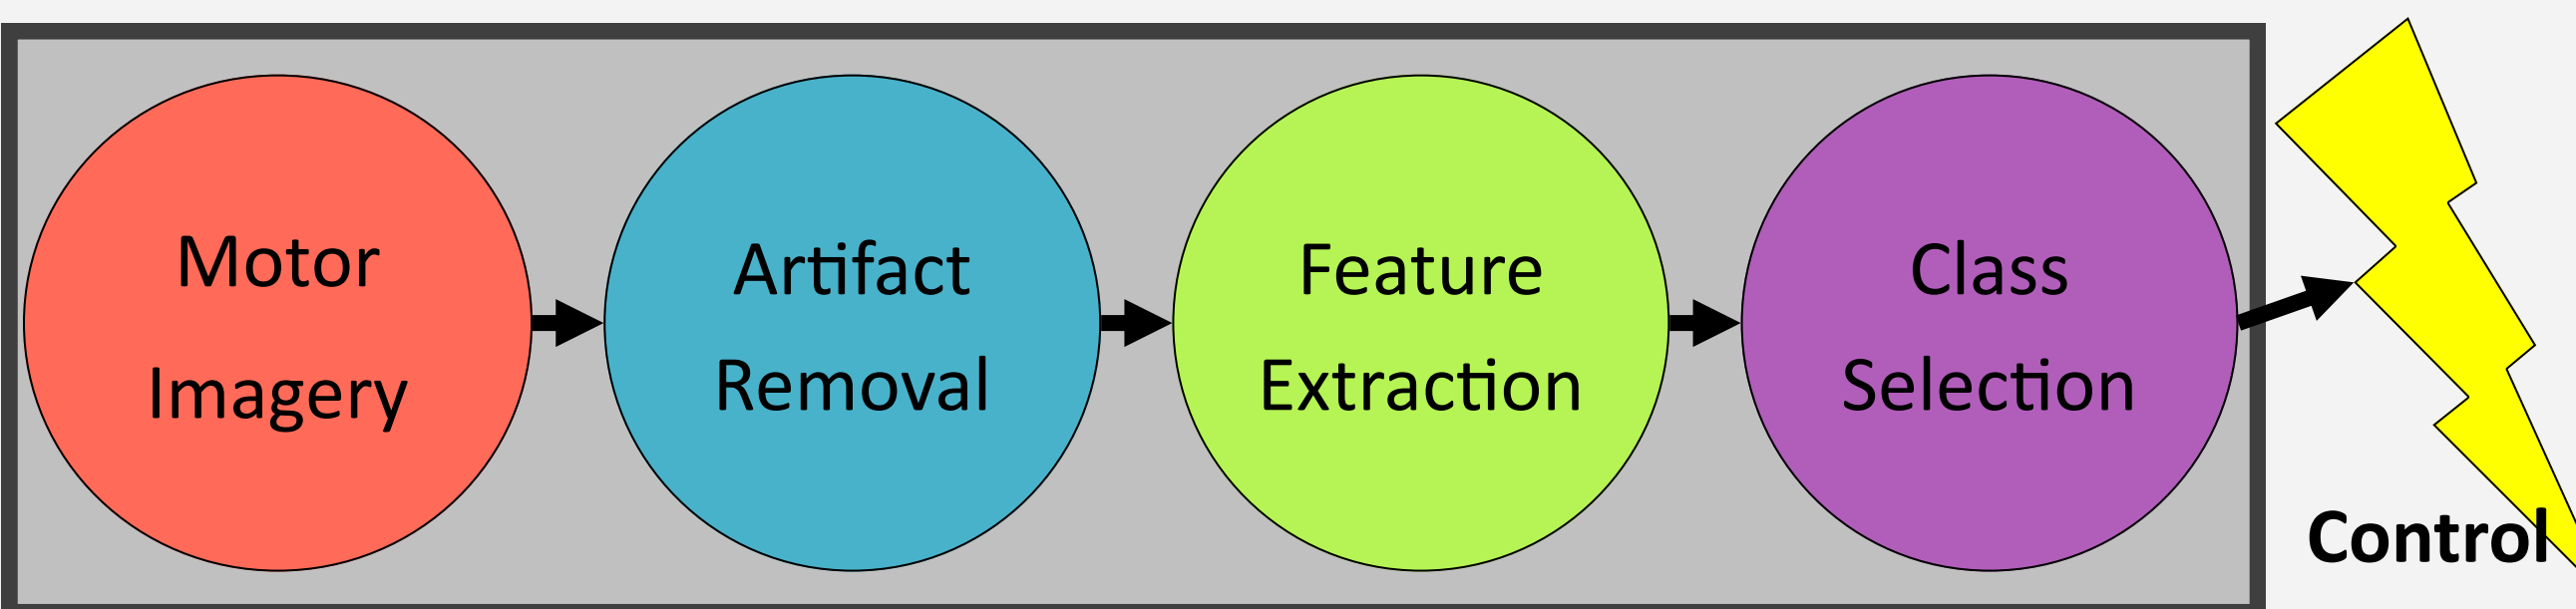 Motor
Imagery
Artifact
Removal
Feature
Extraction
Class
Selection
Control